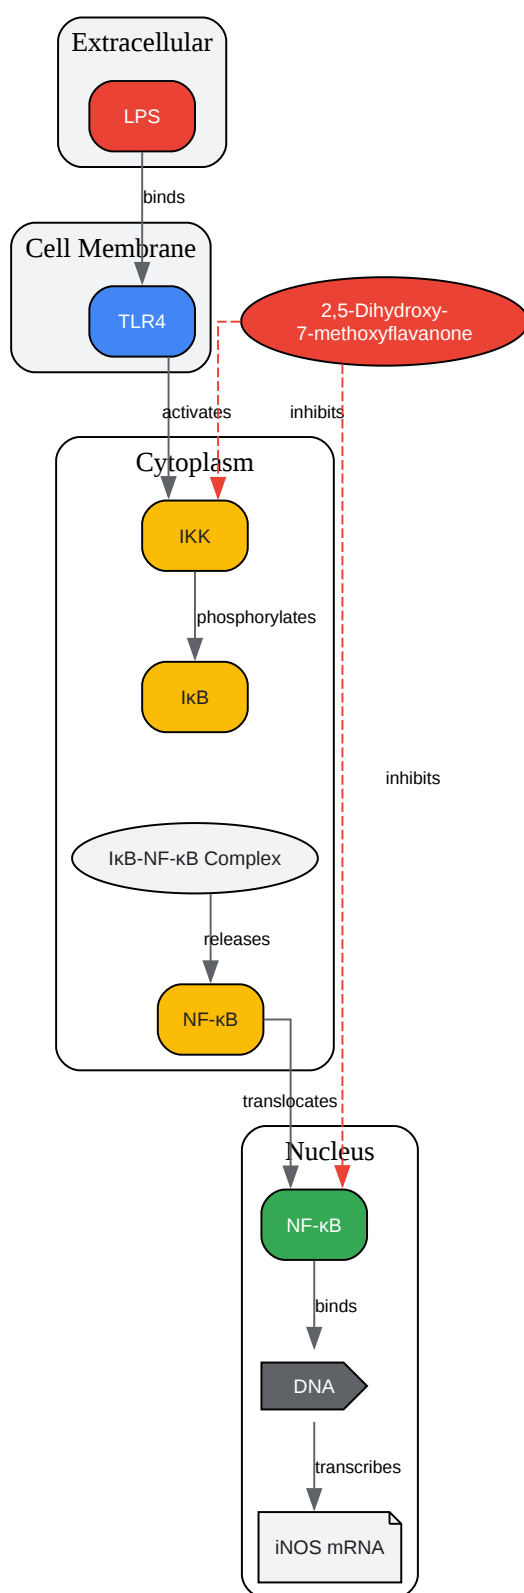 Extracellular
LPS
binds
Cell Membrane
TLR4
2,5-Dihydroxy-
7-methoxyflavanone
activates
inhibits
Cytoplasm
IKK
phosphorylates
IκB
inhibits
IκB-NF-κB Complex
releases
NF-κB
translocates
Nucleus
NF-κB
binds
DNA
transcribes
iNOS mRNA